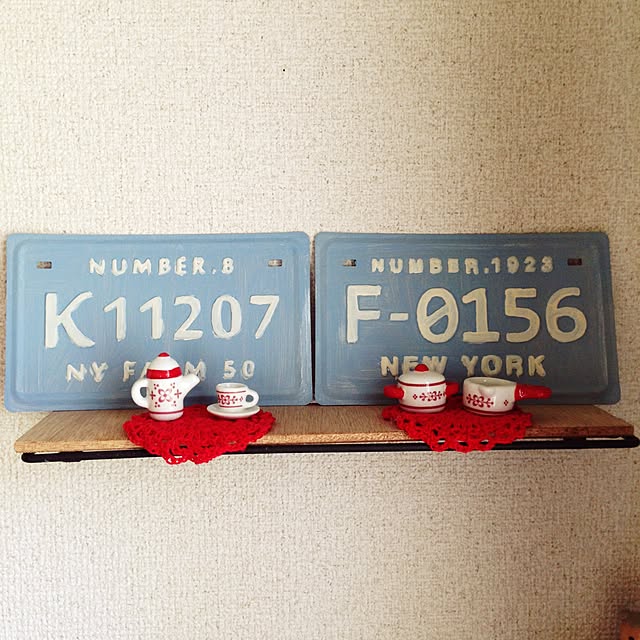 NUMBER.8
K11207
NY 50
NUMBER.1923
F-0156
NEW YORK